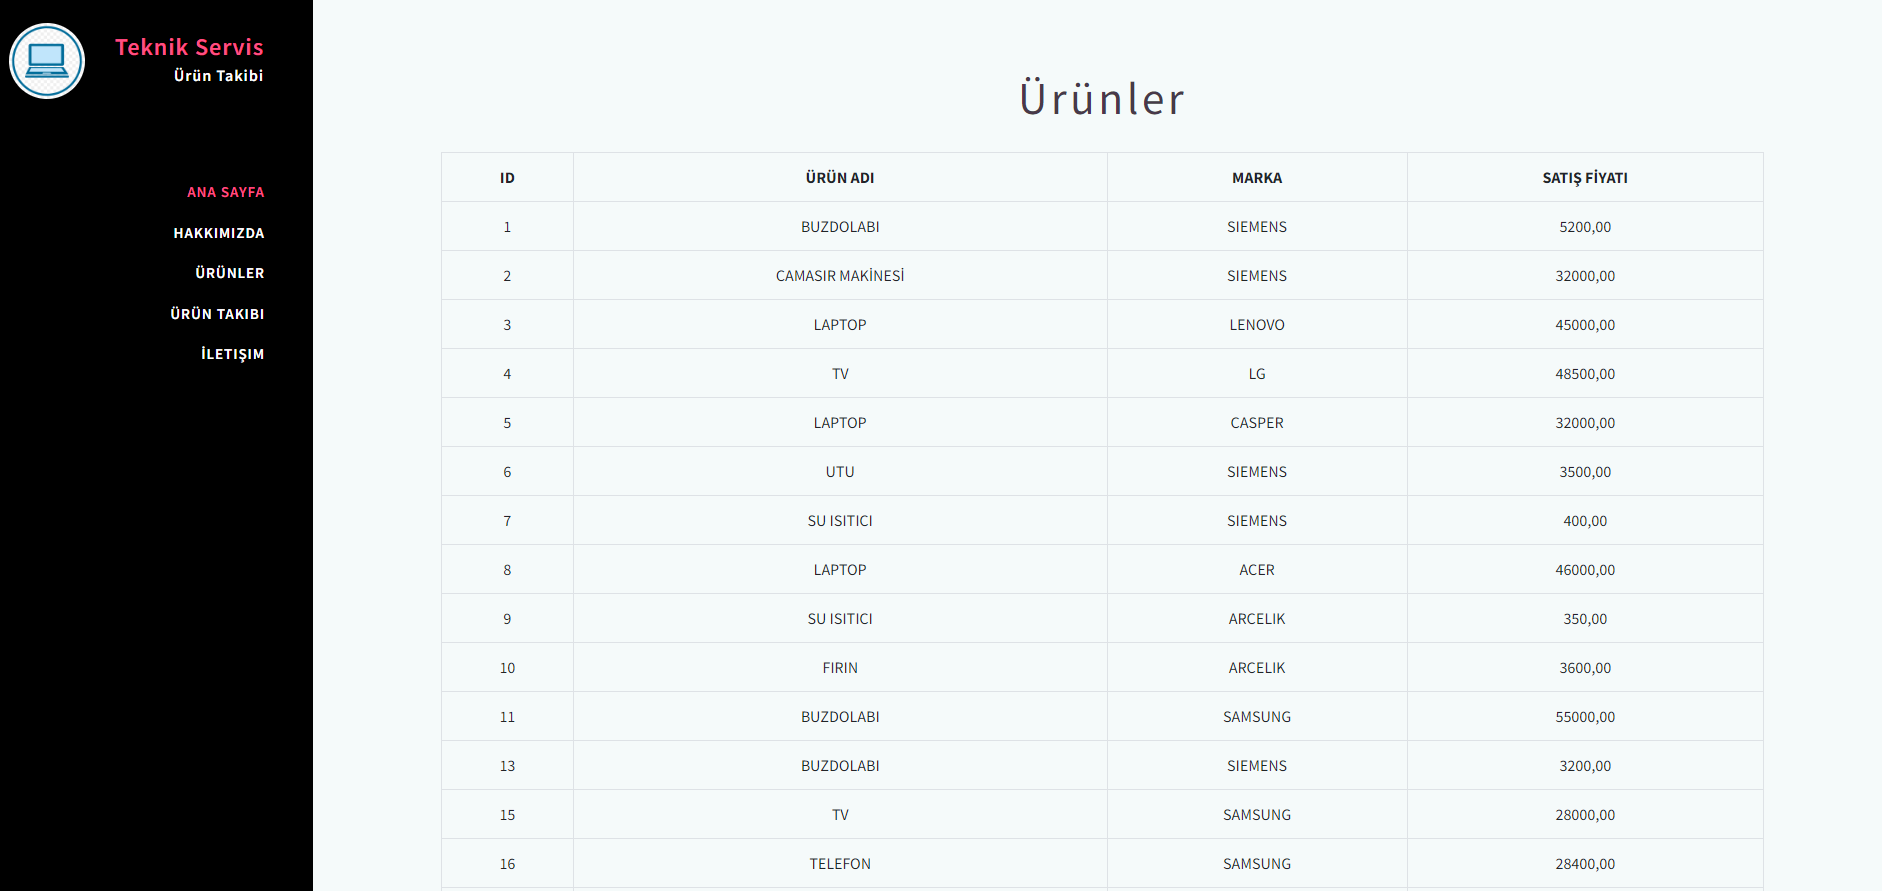 Teknik Servis
Ürün Takibi
ANA SAYFA
HAKKIMIZDA
ÜRÜNLER
ÜRÜN TAKIBI
İLETIŞIM
Ürünler
ID ÜRÜN ADI MARKA SATIŞ FİYATI
1 BUZDOLABI SIEMENS 5200,00
2 CAMASIR MAKİNESİ SIEMENS 32000,00
3 LAPTOP LENOVO 45000,00
4 TV LG 48500,00
5 LAPTOP CASPER 32000,00
6 UTU SIEMENS 3500,00
7 SU ISITICI SIEMENS 400,00
8 LAPTOP ACER 46000,00
9 SU ISITICI ARCELIK 350,00
10 FIRIN ARCELIK 3600,00
11 BUZDOLABI SAMSUNG 55000,00
13 BUZDOLABI SIEMENS 3200,00
15 TV SAMSUNG 28000,00
16 TELEFON SAMSUNG 28400,00